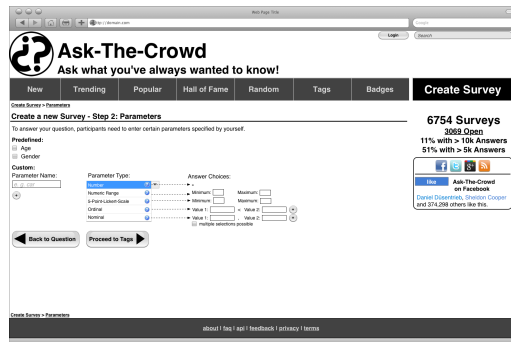 Web Page Title
http://domain.com
Google
Login
Search
Ask-The-Crowd
Ask what you've always wanted to know!
New Trending Popular Hall of Fame Random Tags Badges Create Survey
Create Survey > Parameters
Create a new Survey - Step 2: Parameters
To answer your question, participants need to enter certain parameters specified by yourself.
Predefined:
Age
Gender
Custom:
Parameter Name: Parameter Type: Answer Choices:
e. g. car Number ? *
Numeric Range ? Minimum: Maximum:
5-Point-Likert-Scale ? Minimum: Maximum:
Ordinal ? Value 1: < Value 2: +
Nominal ? Value 1: , Value 2: +
multiple selections possible
+
Back to Question Proceed to Tags
6754 Surveys
3069 Open
11% with > 10k Answers
51% with > 5k Answers
like Ask-The-Crowd
on Facebook
Daniel Düsentrieb, Sheldon Cooper
and 374.298 others like this.
Create Survey > Parameters
about | faq | api | feedback | privacy | terms